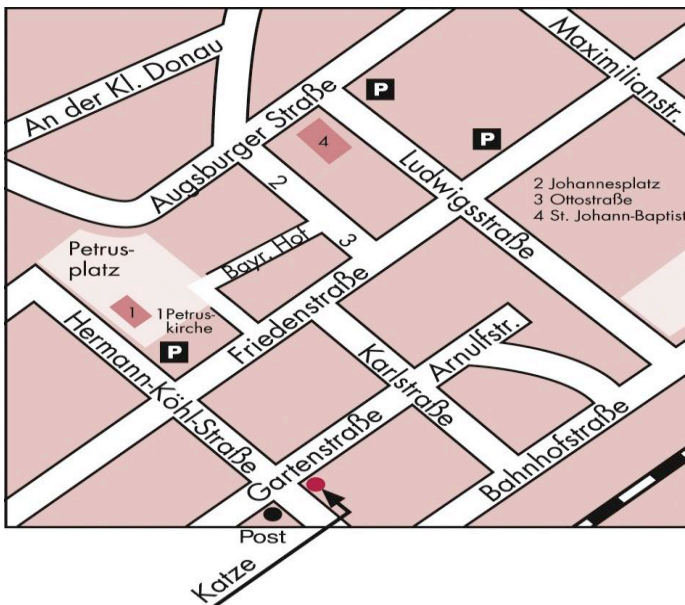 An der Kl. Donau
Augsburger Straße
Maximilianstr.
P
P
4
Ludwigsstraße
2
2 Johannesplatz
3 Ottostraße
4 St. Johann-Baptist
Petrus-
platz
Bayr. Hof
3
1
1 Petrus-
kirche
P
Friedenstraße
Hermann-Köhl-Straße
Karlstraße
Arnulfstr.
Gartenstraße
Bahnhofstraße
Post
Katze